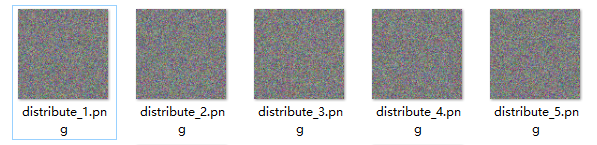 distribute_1.pn
g
distribute_2.pn
g
distribute_3.pn
g
distribute_4.pn
g
distribute_5.pn
g